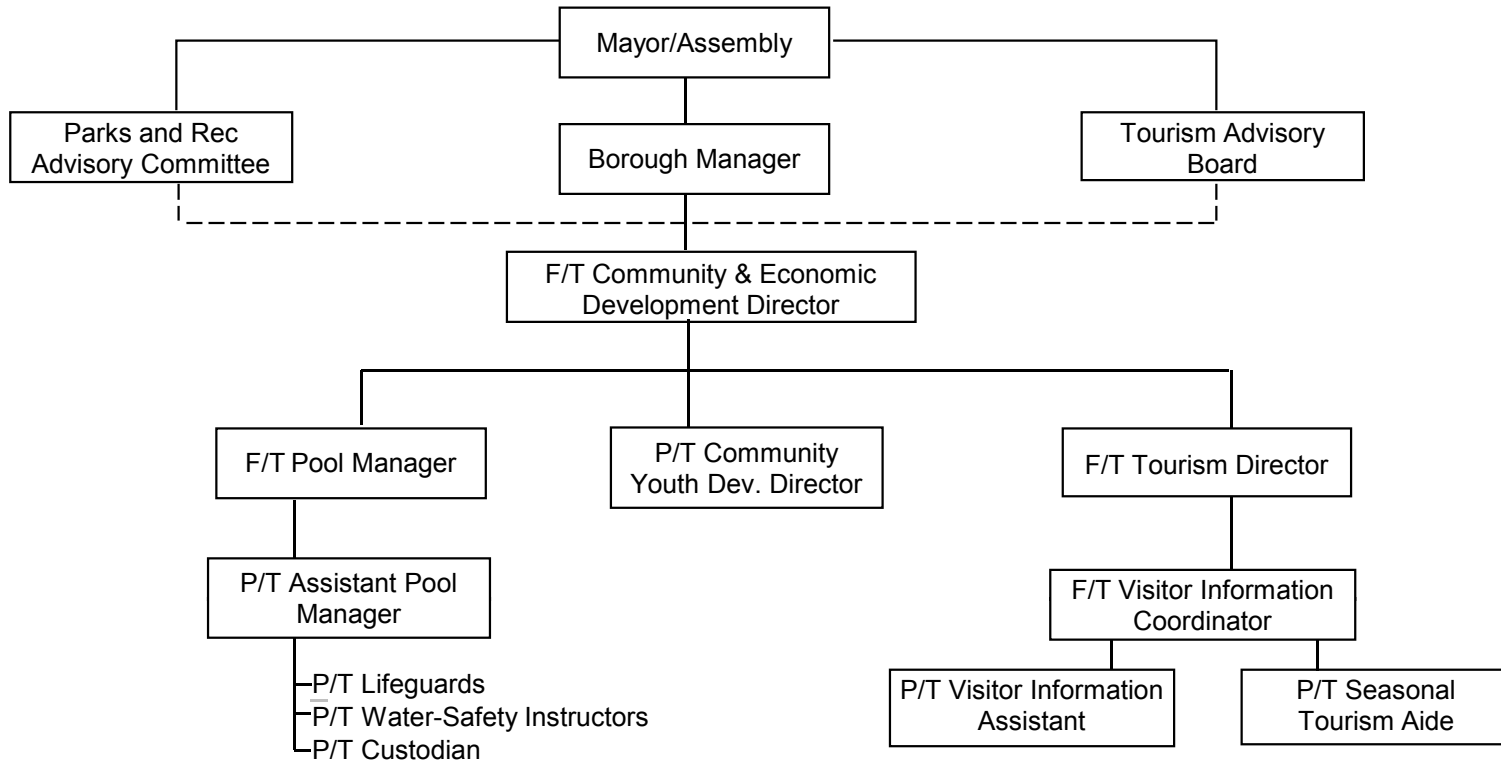 Mayor/Assembly
Parks and Rec
Advisory Committee
Borough Manager
Tourism Advisory
Board
F/T Community & Economic
Development Director
F/T Pool Manager
P/T Community
Youth Dev. Director
F/T Tourism Director
P/T Assistant Pool
Manager
F/T Visitor Information
Coordinator
P/T Lifeguards
P/T Water-Safety Instructors
P/T Custodian
P/T Visitor Information
Assistant
P/T Seasonal
Tourism Aide